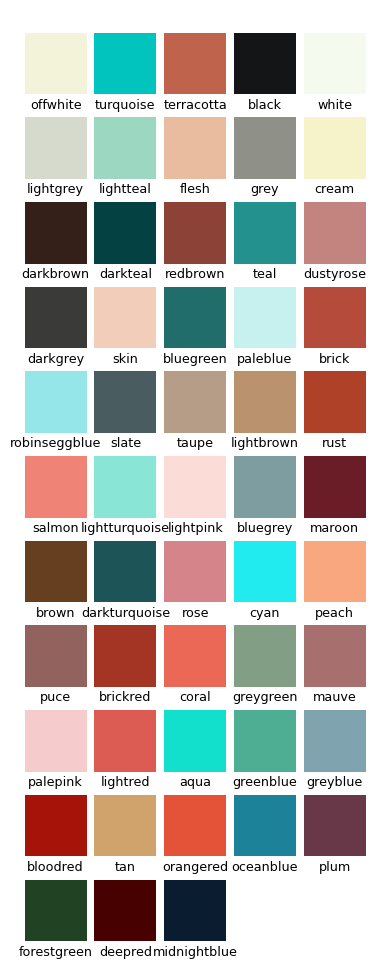 offwhite turquoise terracotta black white
lightgrey lightteal flesh grey cream
darkbrown darkteal redbrown teal dustyrose
darkgrey skin bluegreen paleblue brick
robinseggblue slate taupe lightbrown rust
salmon lightturquoise lightpink bluegrey maroon
brown darkturquoise rose cyan peach
puce brickred coral greygreen mauve
palepink lightred aqua greenblue greyblue
bloodred tan orangered oceanblue plum
forestgreen deepred midnightblue